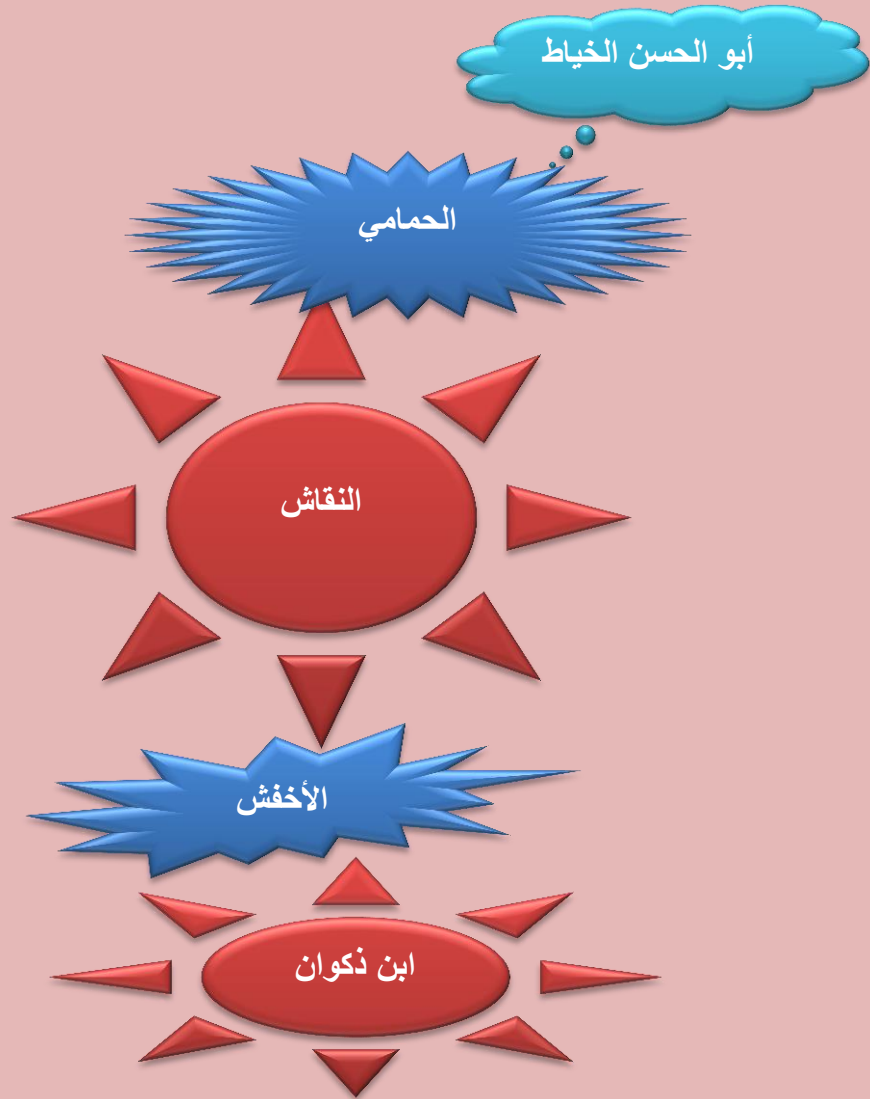 أبو الحسن الخياط
الحمامي
النقاش
الأخفش
ابن ذكوان